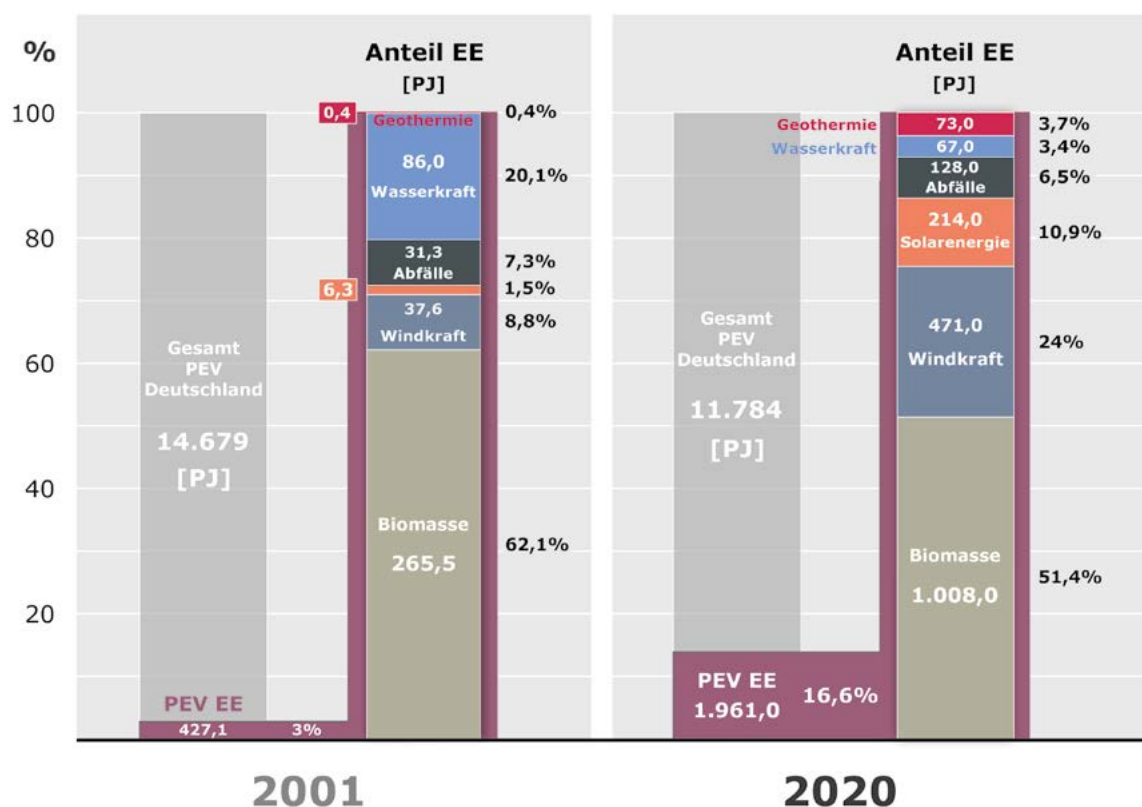 %
100
80
60
40
20
Anteil EE
[PJ]
0,4
Geothermie
0,4%
86,0
Wasserkraft
20,1%
31,3
Abfälle
7,3%
6,3
1,5%
37,6
Windkraft
8,8%
Gesamt
PEV
Deutschland
14.679
[PJ]
Biomasse
265,5
62,1%
PEV EE
427,1
3%
2001
Anteil EE
[PJ]
Geothermie
73,0
3,7%
Wasserkraft
67,0
3,4%
128,0
Abfälle
6,5%
214,0
Solarenergie
10,9%
471,0
Windkraft
24%
Gesamt
PEV
Deutschland
11.784
[PJ]
Biomasse
1.008,0
51,4%
PEV EE
1.961,0
16,6%
2020